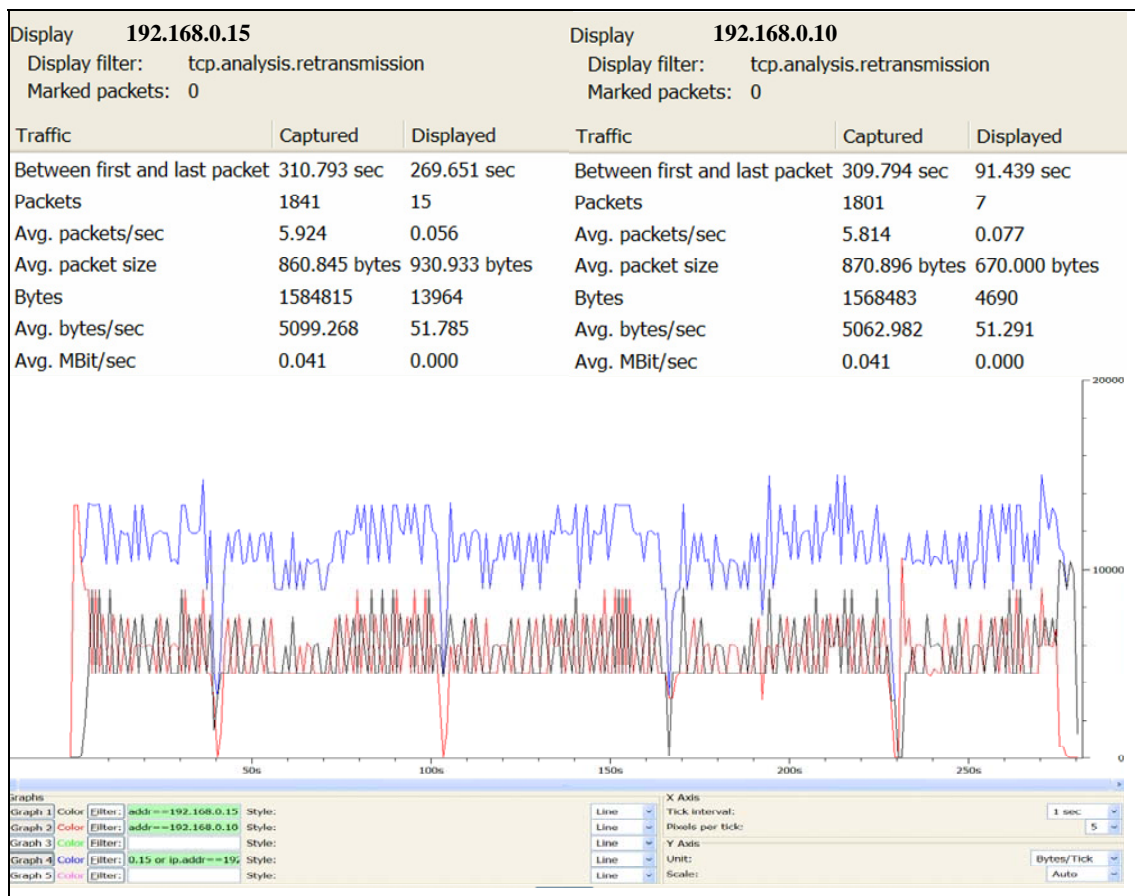 Display 192.168.0.15
Display filter: tcp.analysis.retransmission
Marked packets: 0
Traffic Captured Displayed
Between first and last packet 310.793 sec 269.651 sec
Packets 1841 15
Avg. packets/sec 5.924 0.056
Avg. packet size 860.845 bytes 930.933 bytes
Bytes 1584815 13964
Avg. bytes/sec 5099.268 51.785
Avg. MBit/sec 0.041 0.000
Display 192.168.0.10
Display filter: tcp.analysis.retransmission
Marked packets: 0
Traffic Captured Displayed
Between first and last packet 309.794 sec 91.439 sec
Packets 1801 7
Avg. packets/sec 5.814 0.077
Avg. packet size 870.896 bytes 670.000 bytes
Bytes 1568483 4690
Avg. bytes/sec 5062.982 51.291
Avg. MBit/sec 0.041 0.000
20000
10000
0
50s 100s 150s 200s 250s
Graphs
Graph 1 Color Filter: addr==192.168.0.15 Style: Line
Graph 2 Color Filter: addr==192.168.0.10 Style: Line
Graph 3 Color Filter: Style: Line
Graph 4 Color Filter: 0.15 or ip.addr==192 Style: Line
Graph 5 Color Filter: Style: Line
X Axis
Tick interval: 1 sec
Pixels per tick: 5
Y Axis
Unit: Bytes/Tick
Scale: Auto